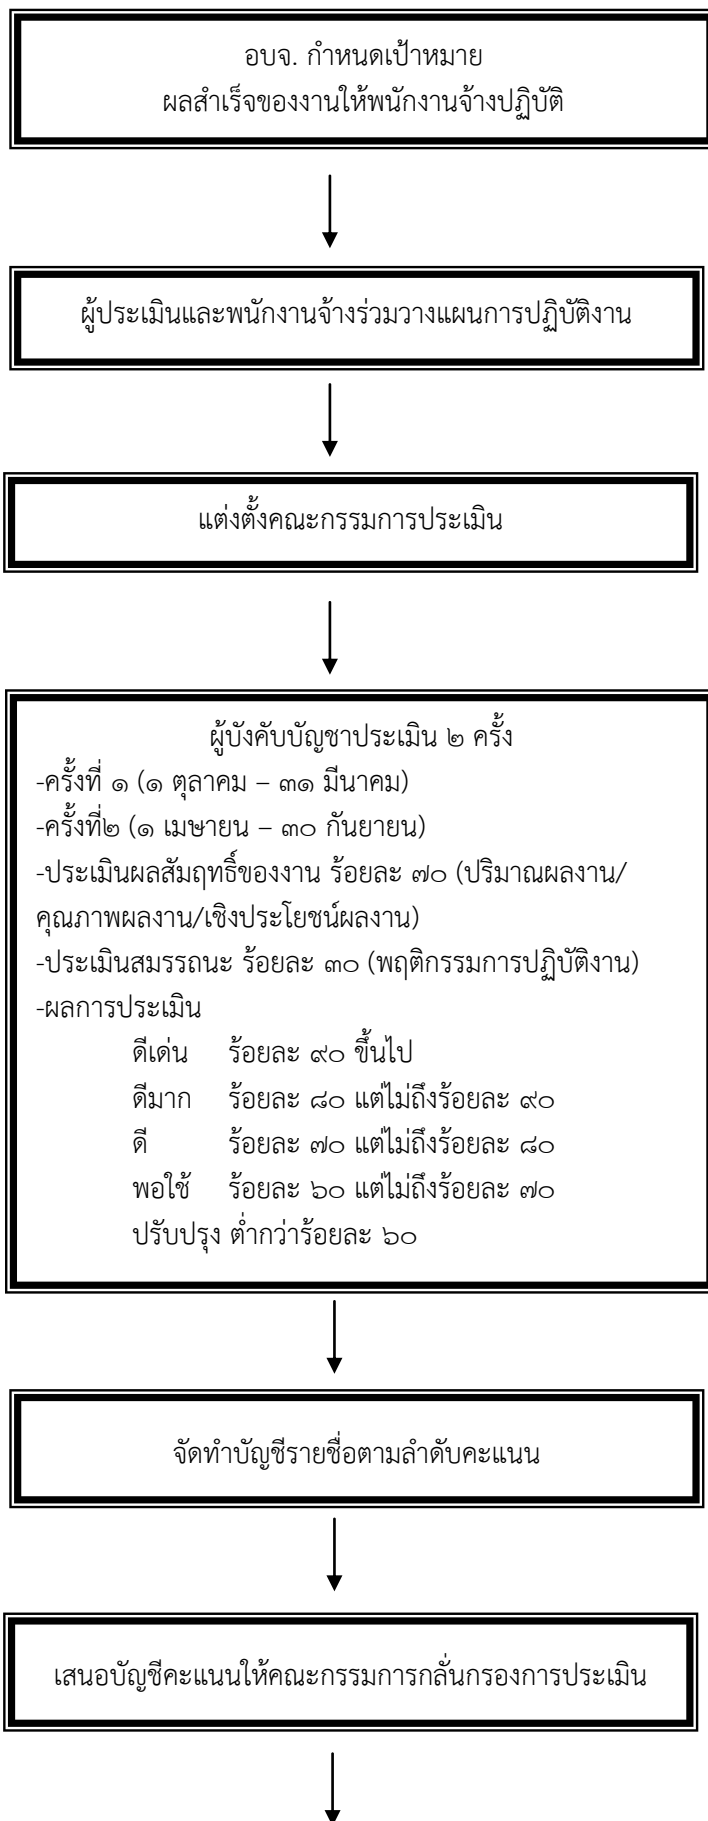 อบจ. กำหนดเป้าหมาย
ผลสำเร็จของงานให้พนักงานจ้างปฏิบัติ
ผู้ประเมินและพนักงานจ้างร่วมวางแผนการปฏิบัติงาน
แต่งตั้งคณะกรรมการประเมิน
ผู้บังคับบัญชาประเมิน ๒ ครั้ง
-ครั้งที่ ๑ (๑ ตุลาคม – ๓๑ มีนาคม)
-ครั้งที่๒ (๑ เมษายน – ๓๐ กันยายน)
-ประเมินผลสัมฤทธิ์ของงาน ร้อยละ ๗๐ (ปริมาณผลงาน/
คุณภาพผลงาน/เชิงประโยชน์ผลงาน)
-ประเมินสมรรถนะ ร้อยละ ๓๐ (พฤติกรรมการปฏิบัติงาน)
-ผลการประเมิน
ดีเด่น ร้อยละ ๙๐ ขึ้นไป
ดีมาก ร้อยละ ๘๐ แต่ไม่ถึงร้อยละ ๙๐
ดี ร้อยละ ๗๐ แต่ไม่ถึงร้อยละ ๘๐
พอใช้ ร้อยละ ๖๐ แต่ไม่ถึงร้อยละ ๗๐
ปรับปรุง ต่ำกว่าร้อยละ ๖๐
จัดทำบัญชีรายชื่อตามลำดับคะแนน
เสนอบัญชีคะแนนให้คณะกรรมการกลั่นกรองการประเมิน